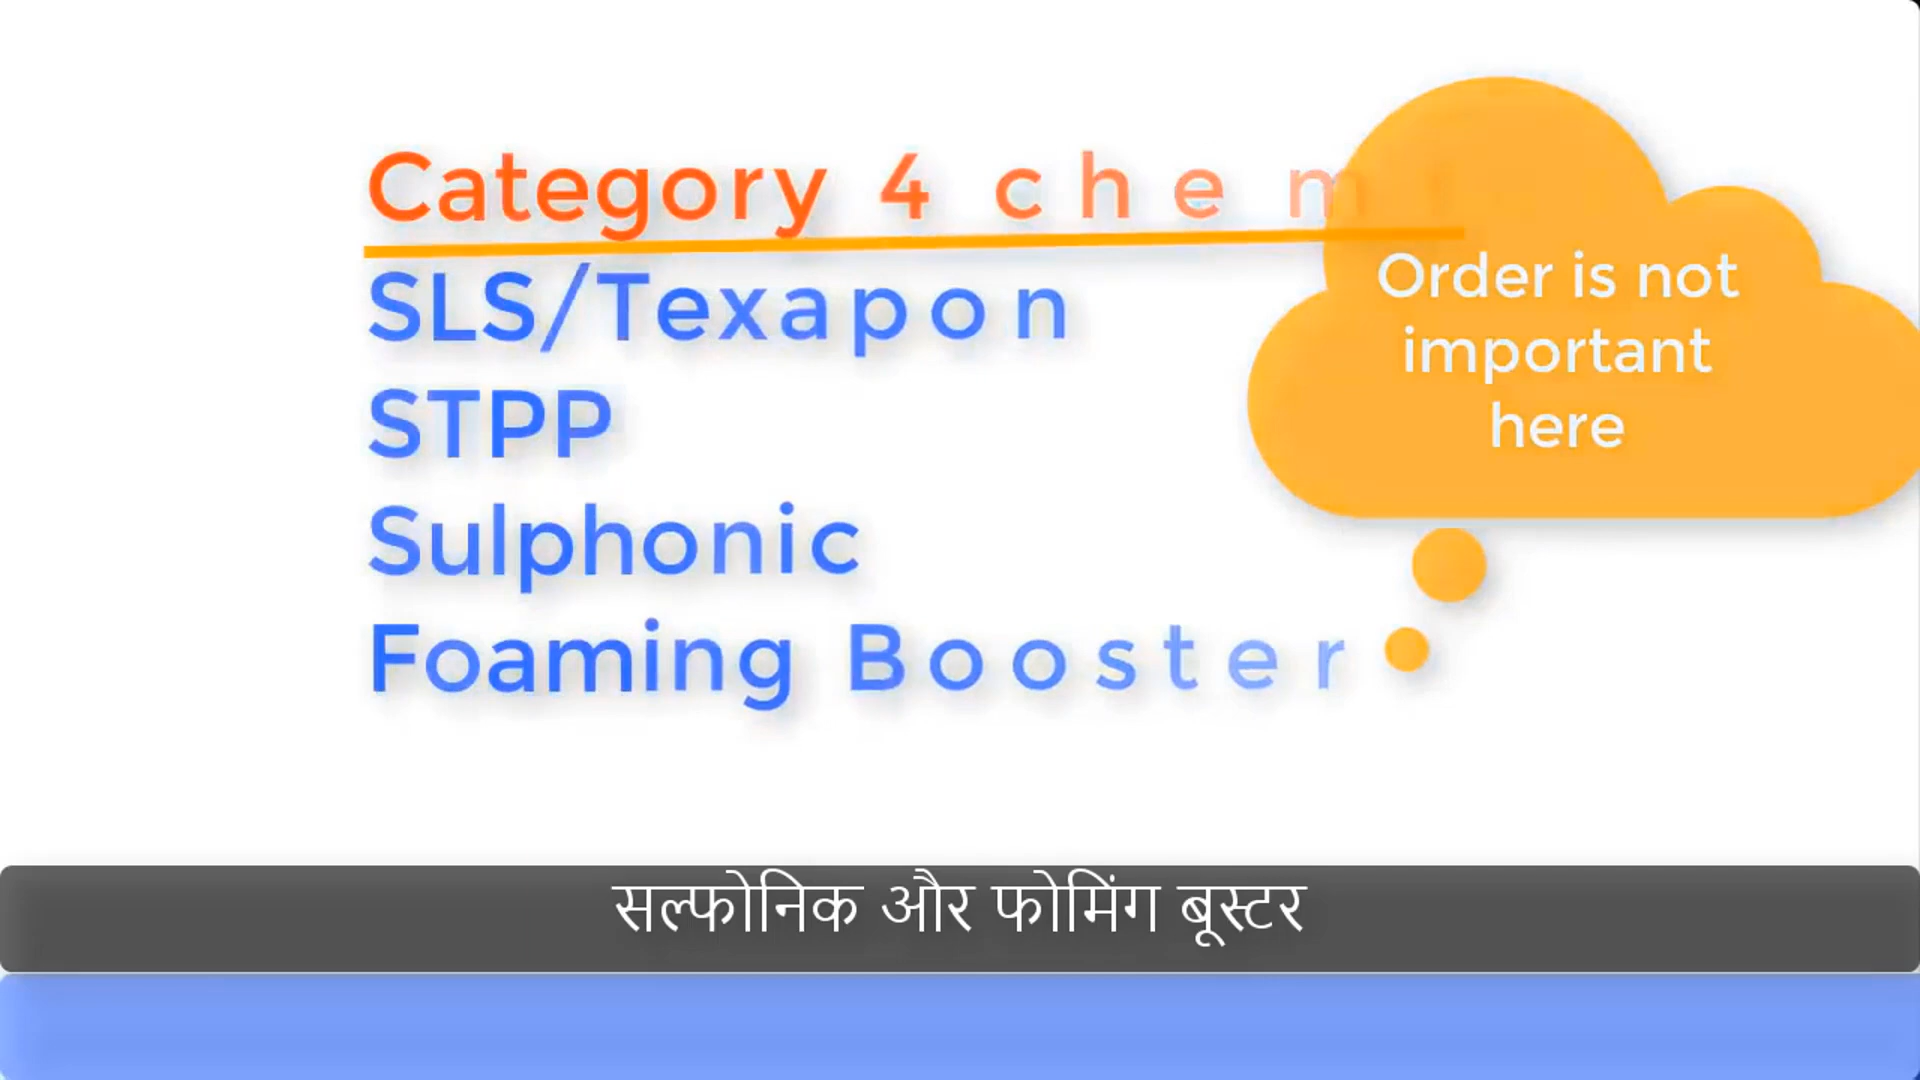 Category 4 chem
SLS/Texapon
STPP
Sulphonic
Foaming Booster
Order is not
important
here
सल्फोनिक और फोमिंग बूस्टर